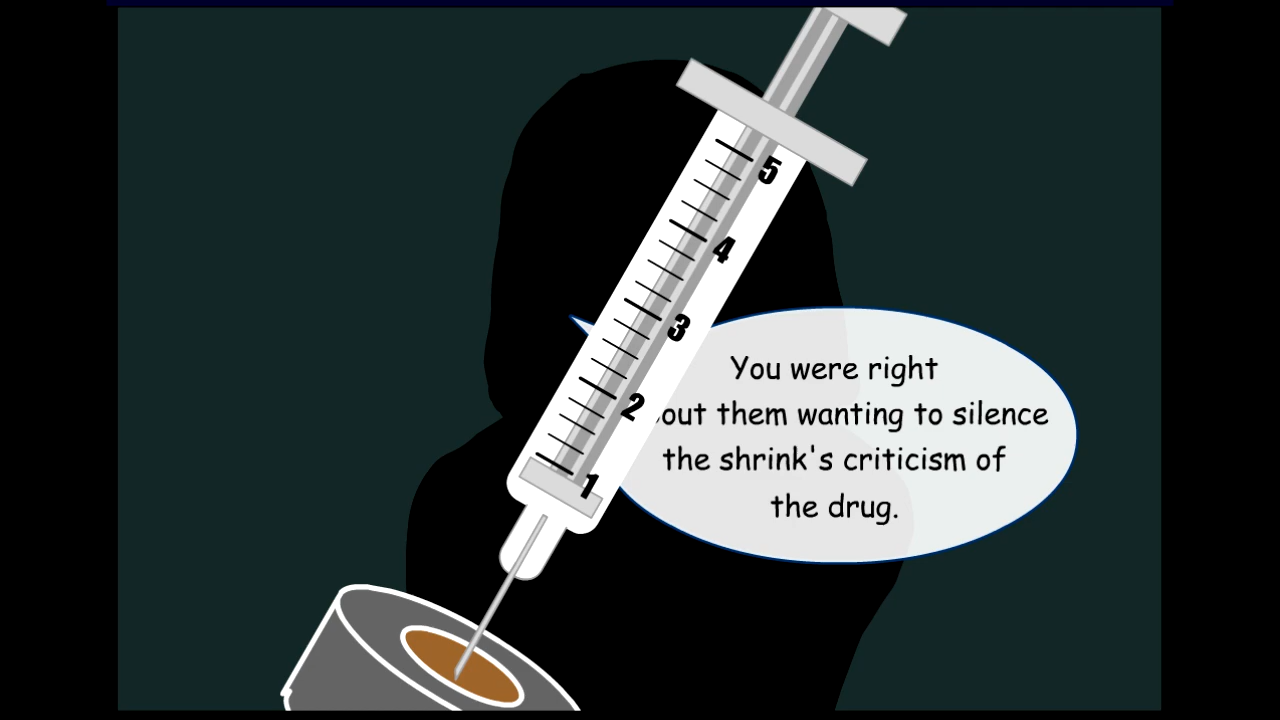 5
4
3
2
1
You were right
out them wanting to silence
the shrink's criticism of
the drug.